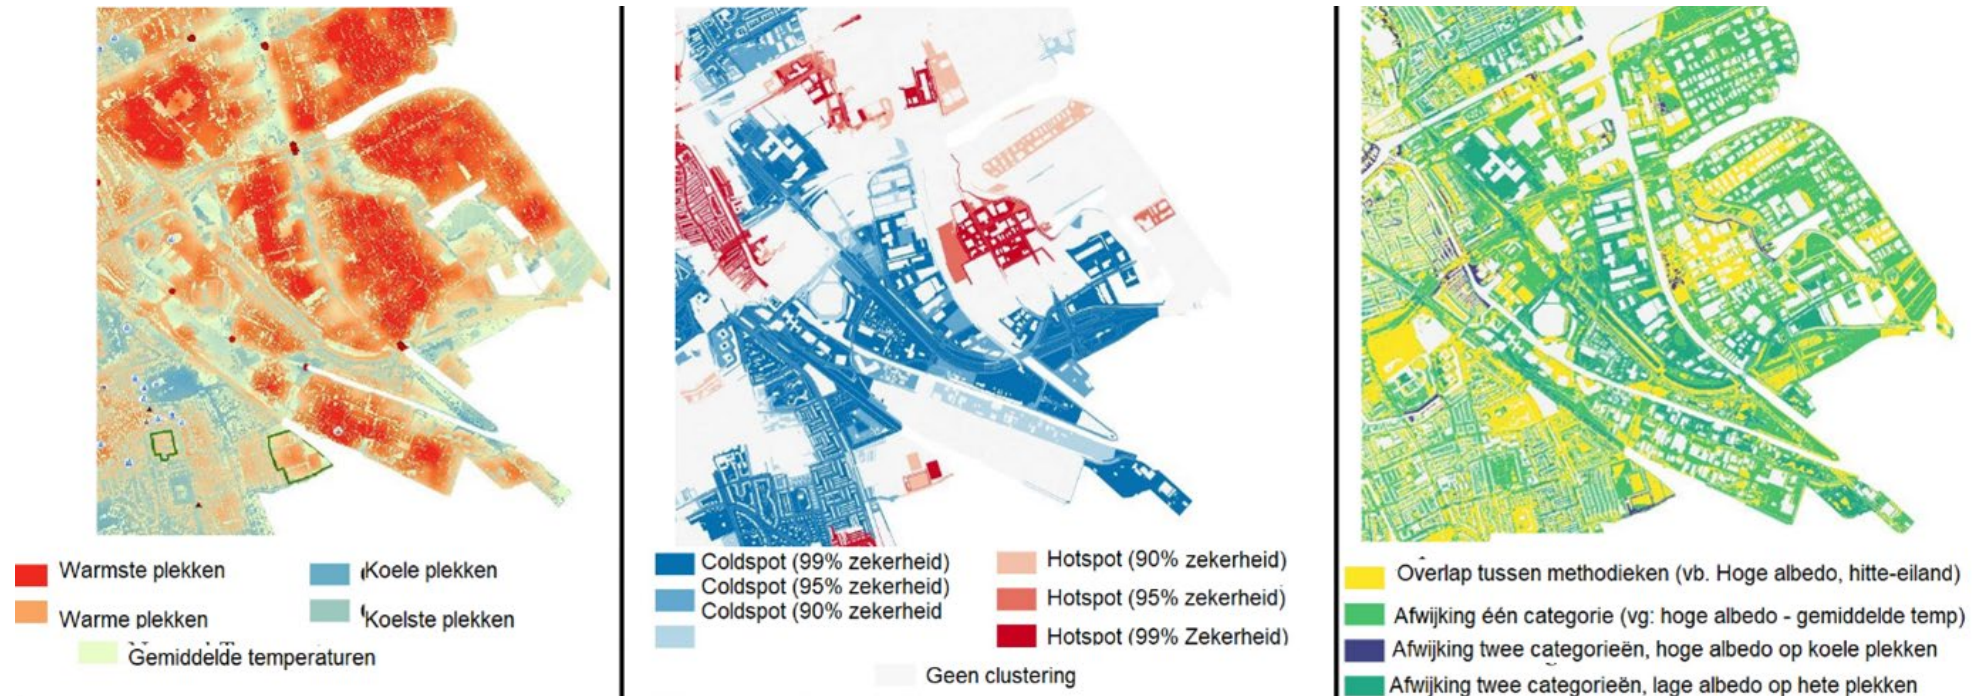 Warmste plekken
Koele plekken
Warme plekken
Koelste plekken
Gemiddelde temperaturen
Coldspot (99% zekerheid)
Coldspot (95% zekerheid)
Coldspot (90% zekerheid
Hotspot (90% zekerheid)
Hotspot (95% zekerheid)
Hotspot (99% Zekerheid)
Geen clustering
Overlap tussen methodieken (vb. Hoge albedo, hitte-eiland)
Afwijking één categorie (vg: hoge albedo - gemiddelde temp)
Afwijking twee categorieën, hoge albedo op koele plekken
Afwijking twee categorieën, lage albedo op hete plekken